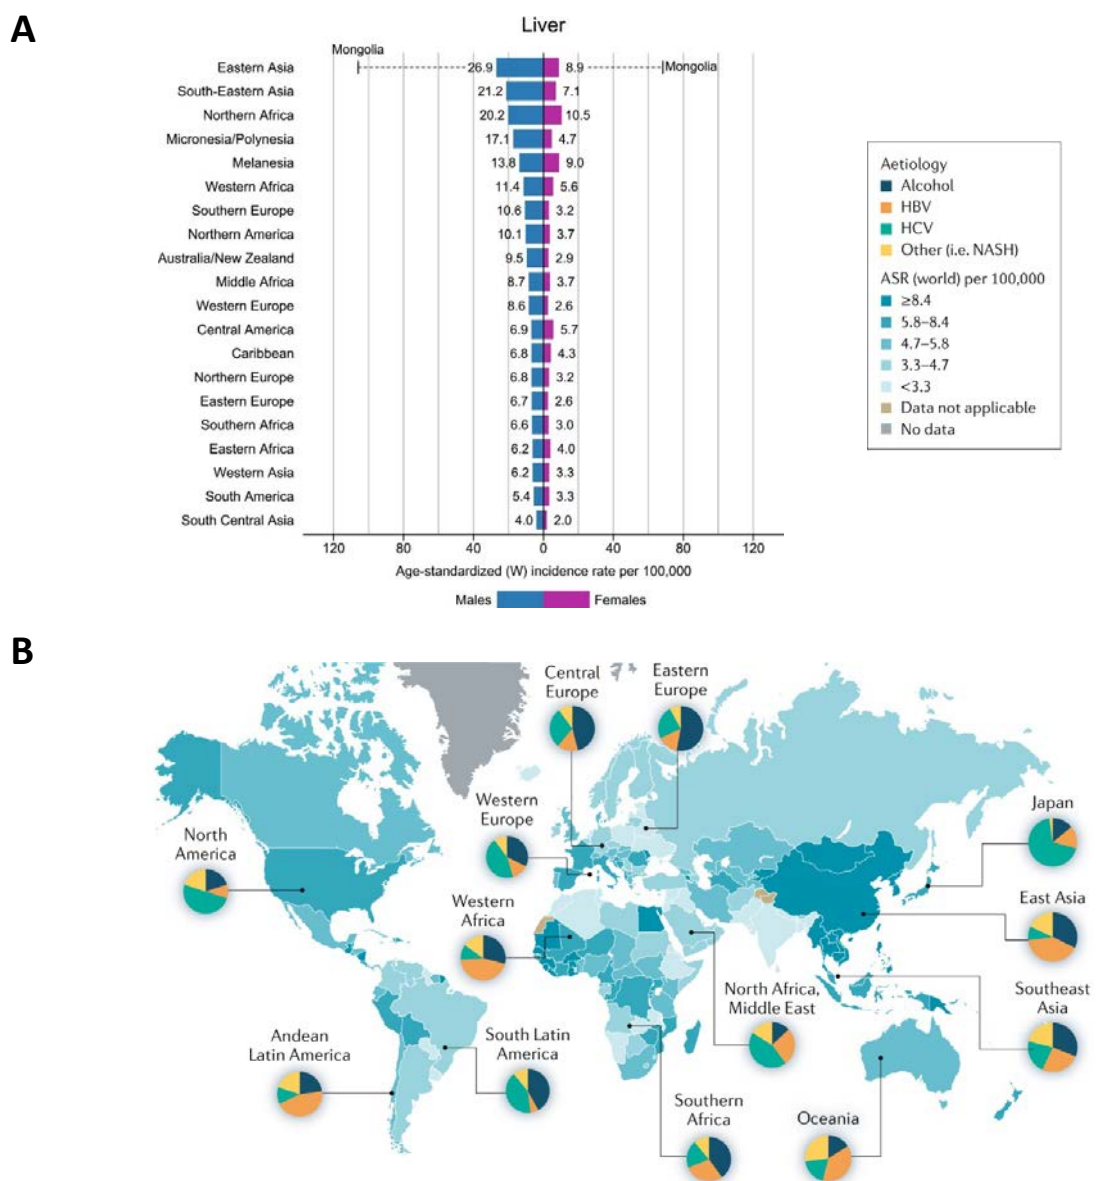 A
Liver
Mongolia
Eastern Asia 26.9 8.9 Mongolia
South-Eastern Asia 21.2 7.1
Northern Africa 20.2 10.5
Micronesia/Polynesia 17.1 4.7
Melanesia 13.8 9.0
Western Africa 11.4 5.6
Southern Europe 10.6 3.2
Northern America 10.1 3.7
Australia/New Zealand 9.5 2.9
Middle Africa 8.7 3.7
Western Europe 8.6 2.6
Central America 6.9 5.7
Caribbean 6.8 4.3
Northern Europe 6.8 3.2
Eastern Europe 6.7 2.6
Southern Africa 6.6 3.0
Eastern Africa 6.2 4.0
Western Asia 6.2 3.3
South America 5.4 3.3
South Central Asia 4.0 2.0
120 80 40 0 40 80 120
Age-standardized (W) incidence rate per 100,000
Males Females
Aetiology
Alcohol
HBV
HCV
Other (i.e. NASH)
ASR (world) per 100,000
≥8.4
5.8–8.4
4.7–5.8
3.3–4.7
<3.3
Data not applicable
No data
B
Central
Europe
Eastern
Europe
Western
Europe
Japan
North
America
Western
Africa
East Asia
North Africa,
Middle East
Southeast
Asia
Andean
Latin America
South Latin
America
Southern
Africa
Oceania